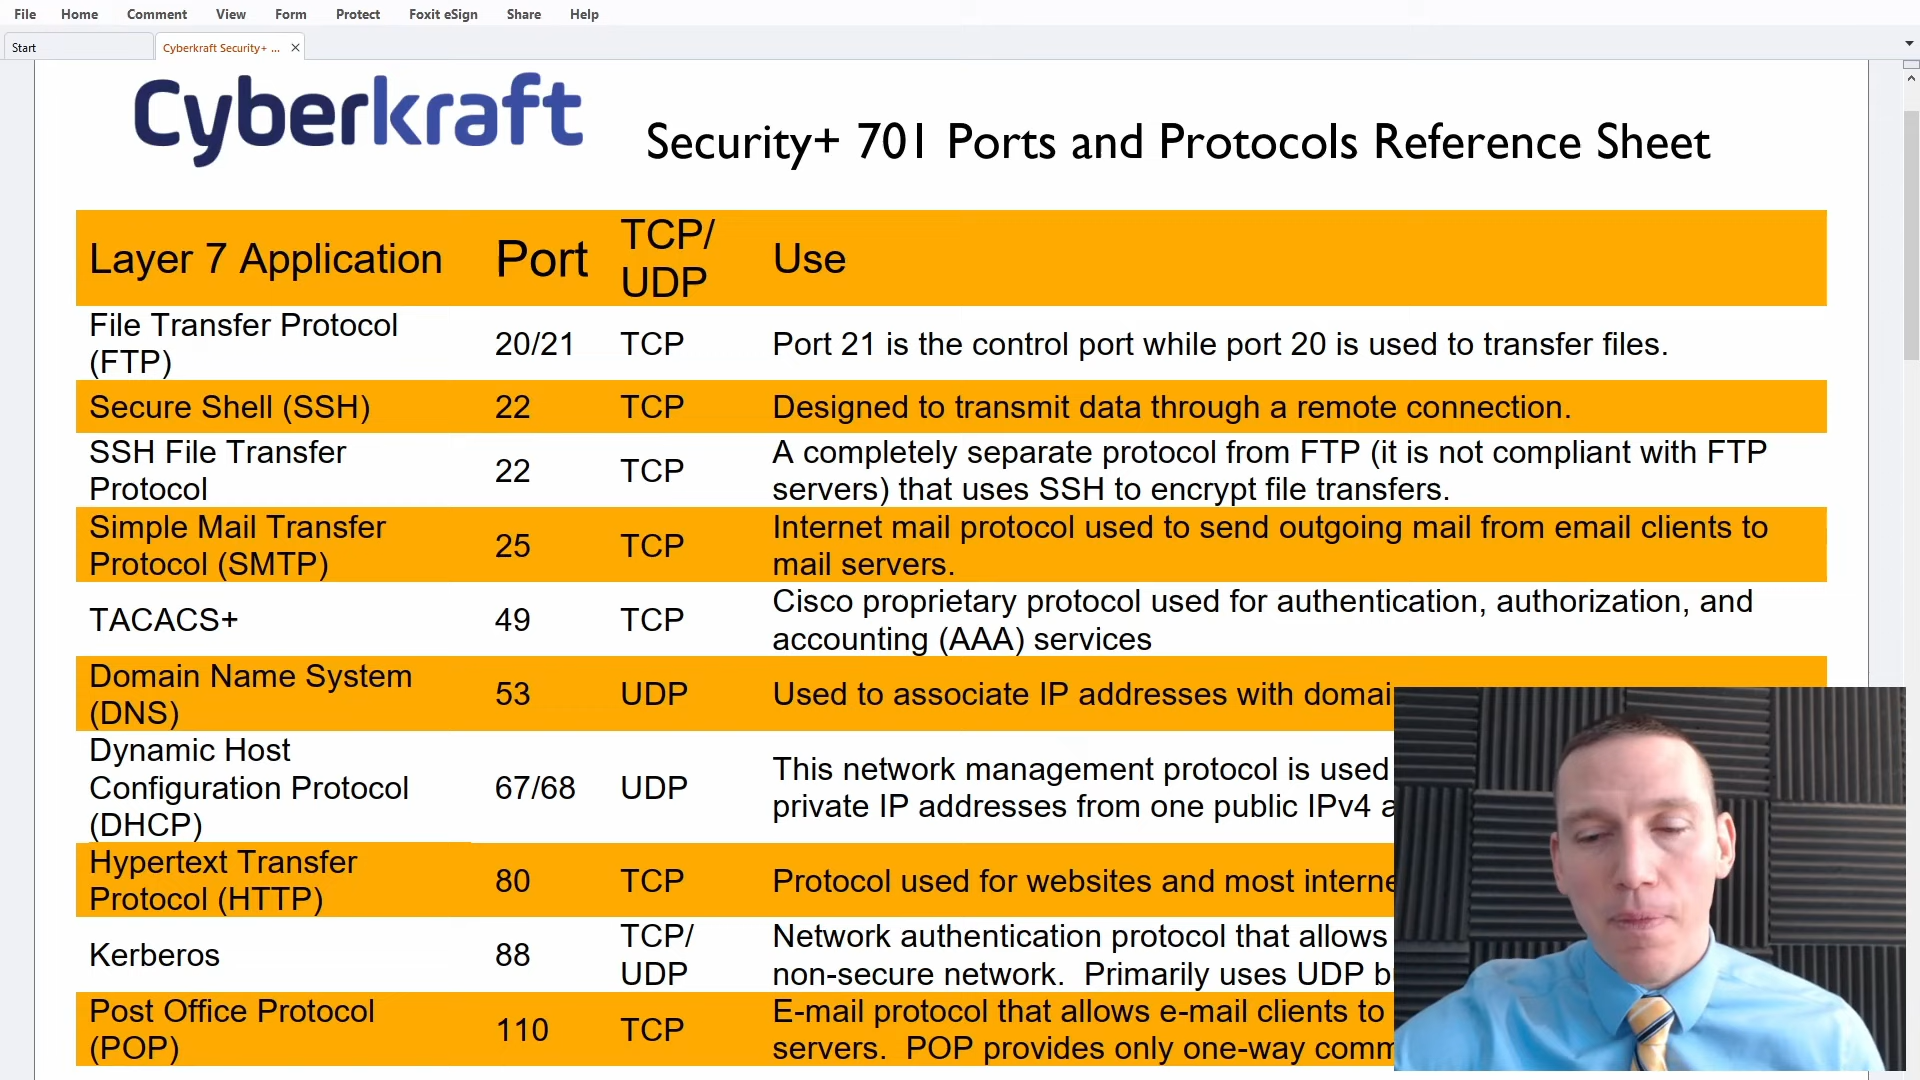 File Home Comment View Form Protect Foxit eSign Share Help
Start Cyberkraft Security+ ...
Cyberkraft
Security+ 701 Ports and Protocols Reference Sheet
Layer 7 Application Port TCP/
UDP Use
File Transfer Protocol
(FTP) 20/21 TCP Port 21 is the control port while port 20 is used to transfer files.
Secure Shell (SSH) 22 TCP Designed to transmit data through a remote connection.
SSH File Transfer
Protocol 22 TCP A completely separate protocol from FTP (it is not compliant with FTP
servers) that uses SSH to encrypt file transfers.
Simple Mail Transfer
Protocol (SMTP) 25 TCP Internet mail protocol used to send outgoing mail from email clients to
mail servers.
TACACS+ 49 TCP Cisco proprietary protocol used for authentication, authorization, and
accounting (AAA) services
Domain Name System
(DNS) 53 UDP Used to associate IP addresses with
Dynamic Host
Configuration Protocol
(DHCP) 67/68 UDP This network management protocol is used
private IP addresses from one public IPv4
Hypertext Transfer
Protocol (HTTP) 80 TCP Protocol used for websites and most
Kerberos 88 TCP/
UDP Network authentication protocol that allows
non-secure network. Primarily uses UDP
Post Office Protocol
(POP) 110 TCP E-mail protocol that allows e-mail clients to
servers. POP provides only one-way